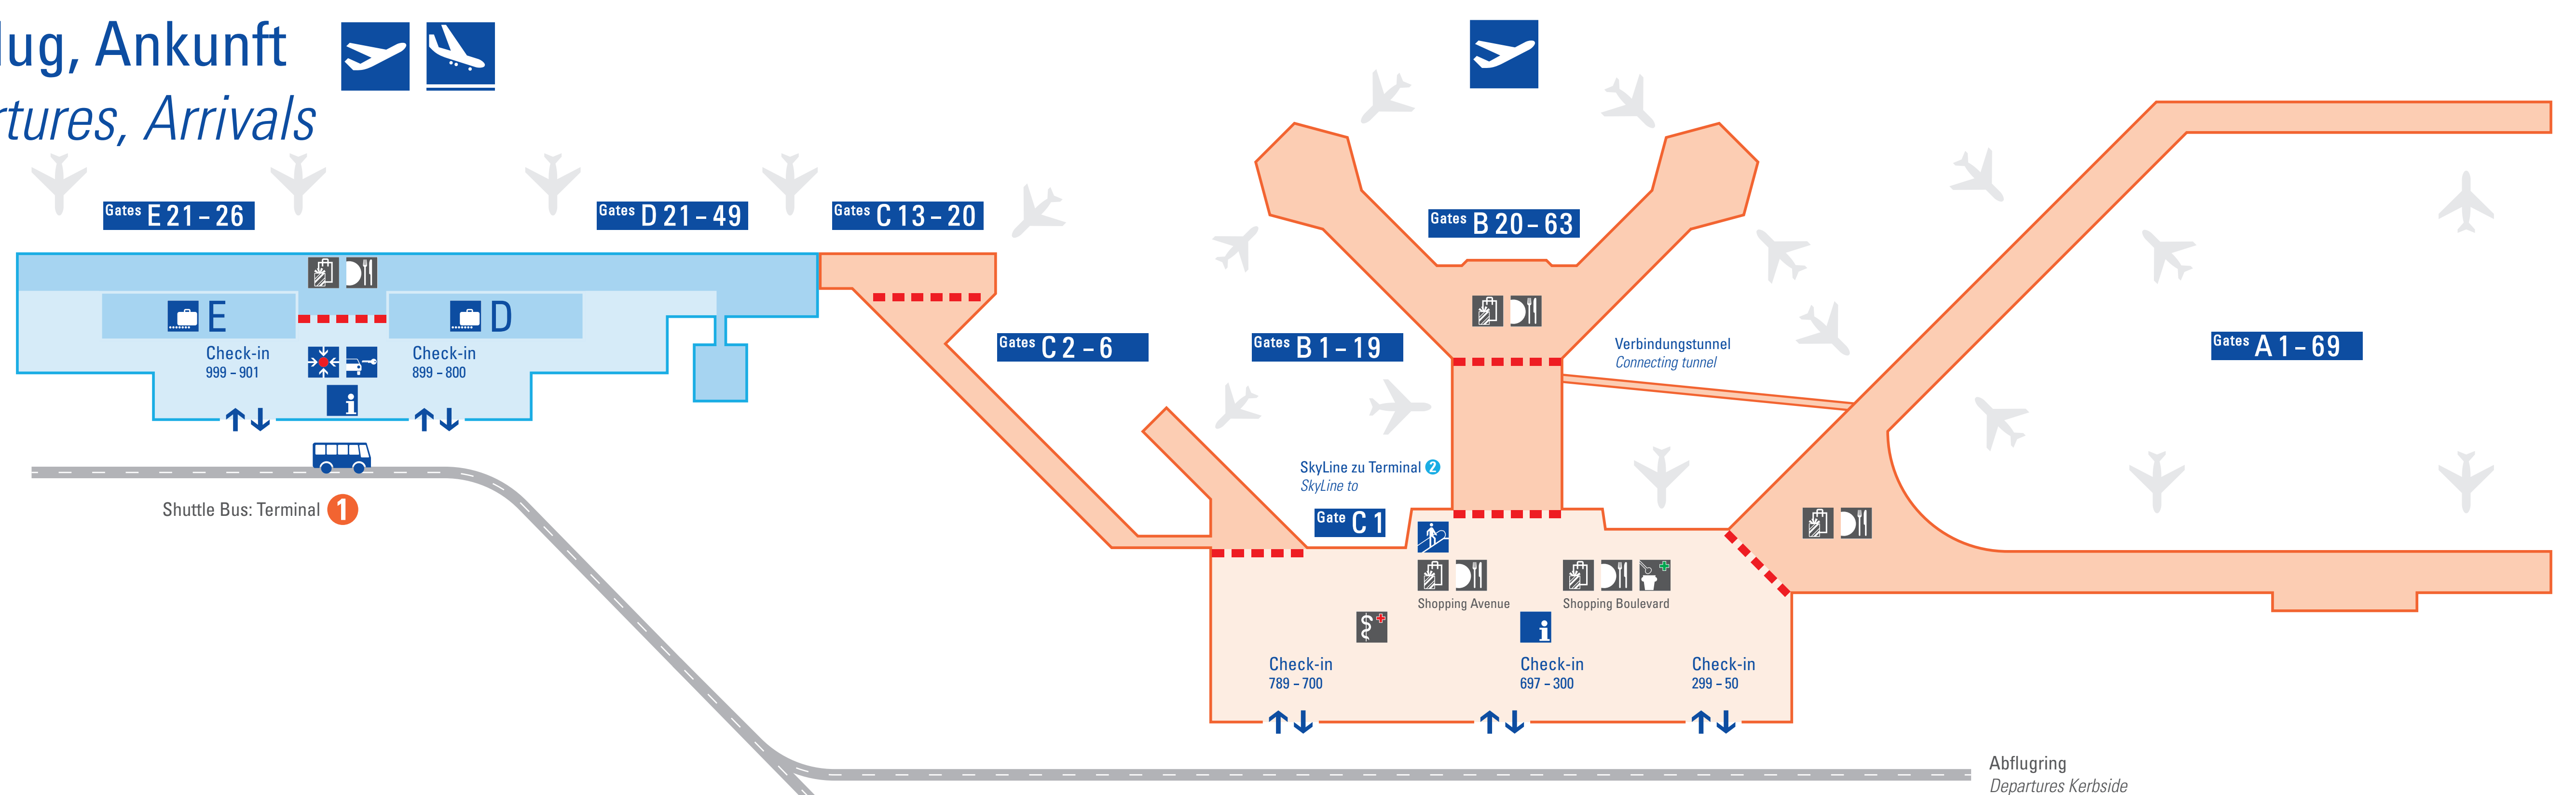 lug, Ankunft
rtures, Arrivals
Gates E 21 – 26
Gates D 21 – 49
Gates C 13 – 20
Gates B 20 – 63
Gates C 2 – 6
Gates B 1 – 19
Verbindungstunnel
Connecting tunnel
Gates A 1 – 69
E
D
Check-in
999 – 901
Check-in
899 – 800
i
Shuttle Bus: Terminal 1
SkyLine zu Terminal 2
SkyLine to
Gate C 1
Shopping Avenue
Shopping Boulevard
i
Check-in
789 – 700
Check-in
697 – 300
Check-in
299 – 50
Abflugring
Departures Kerbside